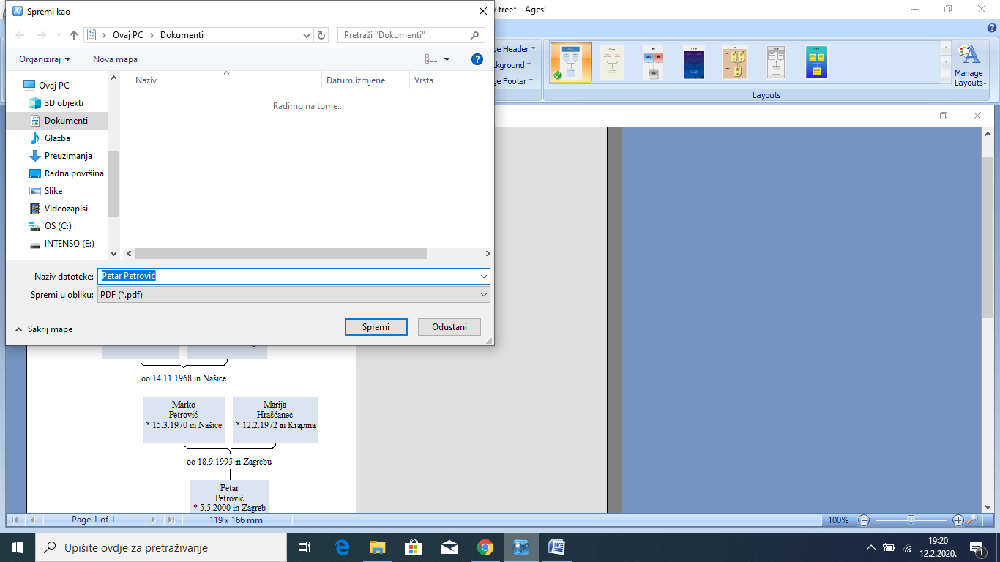 Spremi kao
y tree* - Ages!
Ovaj PC
Dokumenti
Pretraži "Dokumenti"
Organiziraj
Nova mapa
ge Header
kground
ge Footer
Manage
Layouts
Layouts
Ovaj PC
3D objekti
Dokumenti
Glazba
Preuzimanja
Radna površina
Slike
Videozapisi
OS (C:)
INTENSO (E:)
Naziv
Datum izmjene
Vrsta
Radimo na tome...
Naziv datoteke:
Petar Petrović
Spremi u obliku:
PDF (*.pdf)
Sakrij mape
Spremi
Odustani
oo 14.11.1968 in Našice
Marko
Petrović
* 15.3.1970 in Našice
Marija
Hrašćanec
* 12.2.1972 in Krapina
oo 18.9.1995 in Zagrebu
Petar
Petrović
* 5.5.2000 in Zagreb
Page 1 of 1
119 x 166 mm
100%
Upišite ovdje za pretraživanje
19:20
12.2.2020.
1